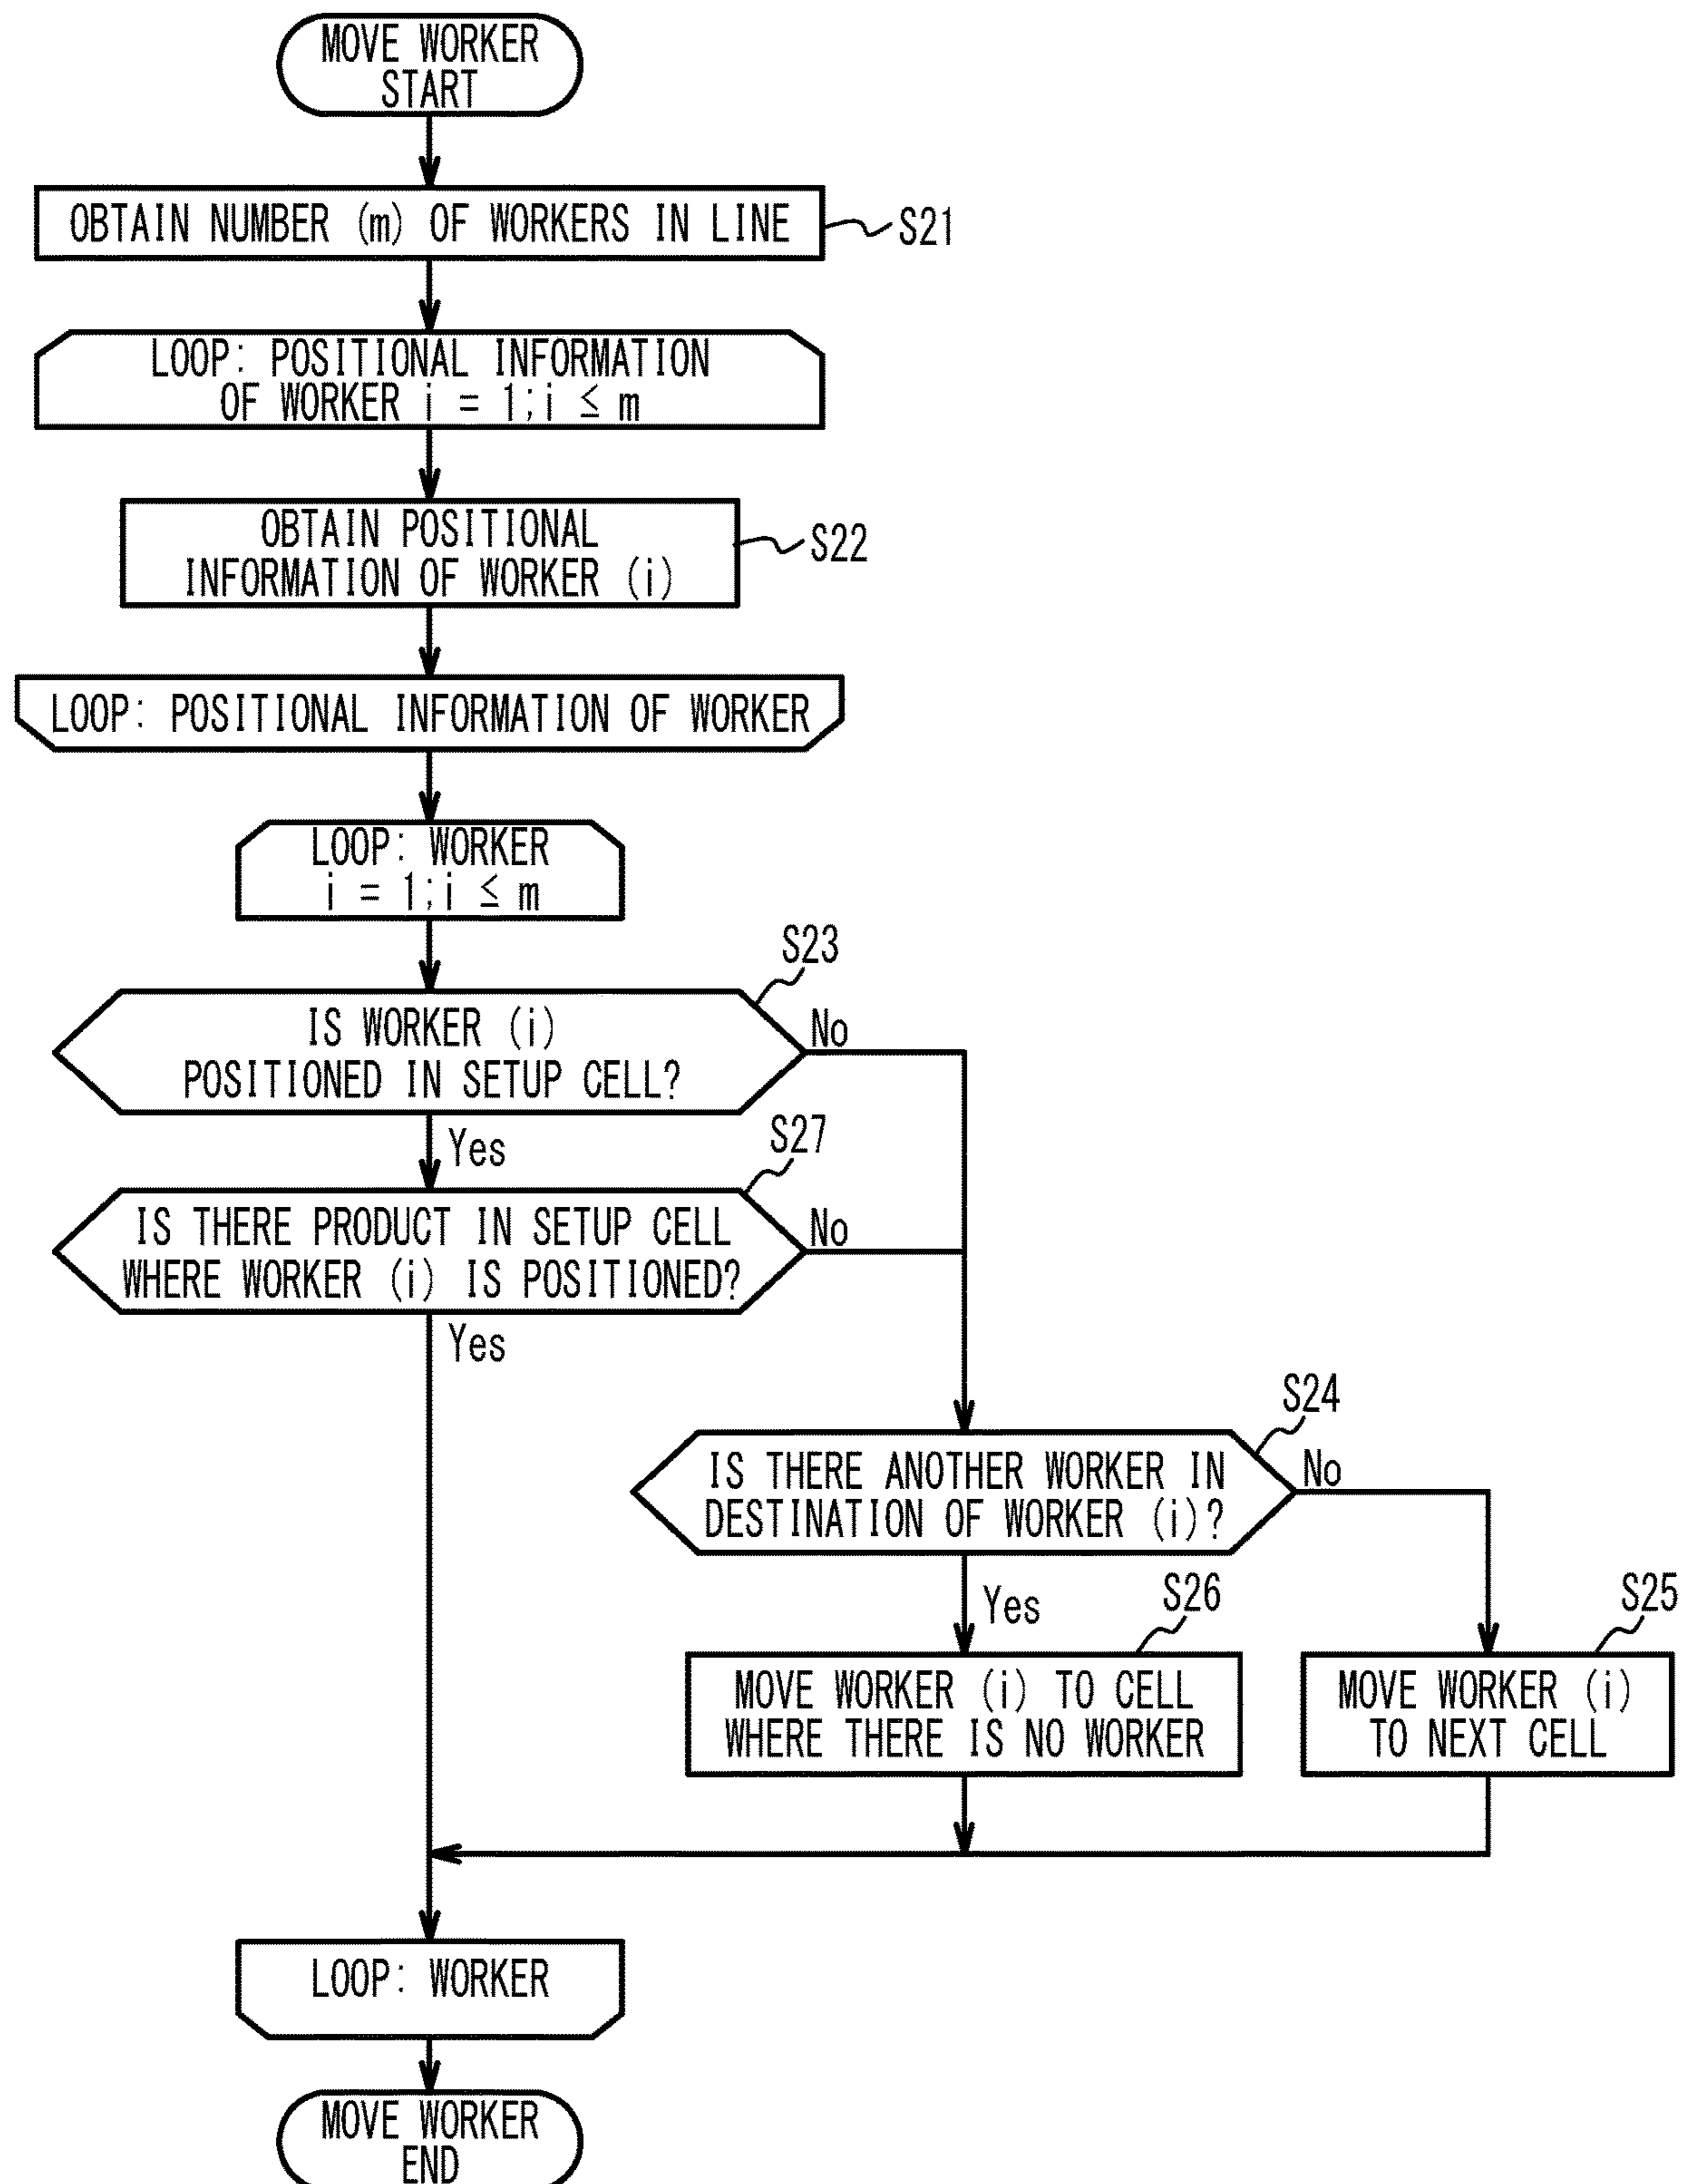 MOVE WORKER
START
OBTAIN NUMBER (m) OF WORKERS IN LINE
S21
LOOP: POSITIONAL INFORMATION
OF WORKER i = 1;i ≤ m
OBTAIN POSITIONAL
INFORMATION OF WORKER (i)
S22
LOOP: POSITIONAL INFORMATION OF WORKER
LOOP: WORKER
i = 1;i ≤ m
S23
IS WORKER (i)
POSITIONED IN SETUP CELL?
No
Yes
S27
IS THERE PRODUCT IN SETUP CELL
WHERE WORKER (i) IS POSITIONED?
No
Yes
S24
IS THERE ANOTHER WORKER IN
DESTINATION OF WORKER (i)?
No
Yes
S26
MOVE WORKER (i) TO CELL
WHERE THERE IS NO WORKER
S25
MOVE WORKER (i)
TO NEXT CELL
LOOP: WORKER
MOVE WORKER
END